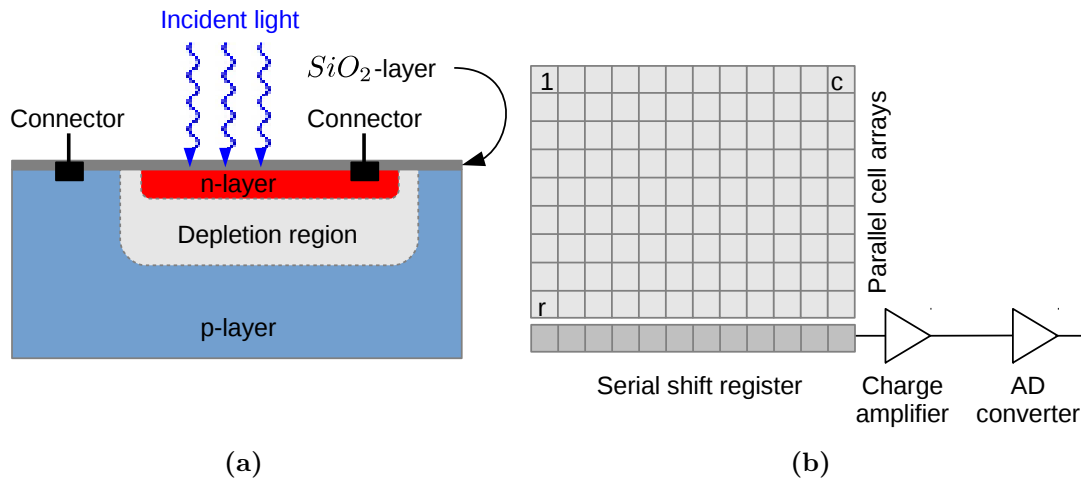 Incident light
SiO2-layer
Connector
Connector
n-layer
Depletion region
p-layer
(a)
1
c
r
Parallel cell arrays
Serial shift register
Charge
amplifier
AD
converter
(b)